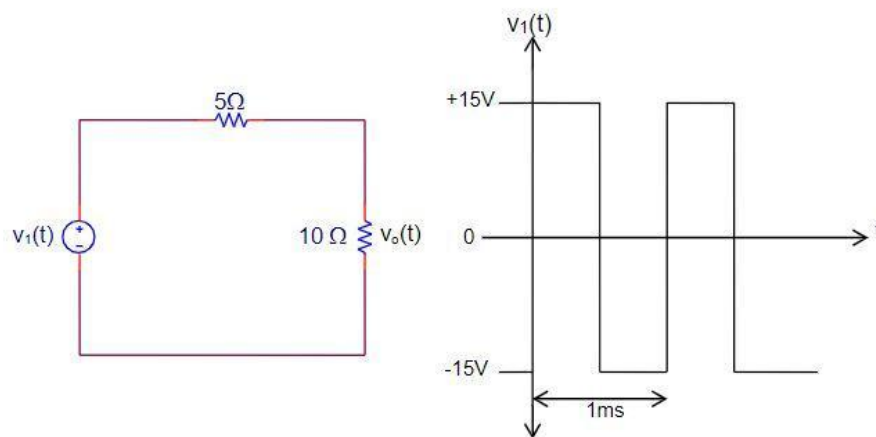 v₁(t)
+15V
5Ω
v₁(t)
+
−
10 Ω
vₒ(t)
0
-15V
1ms